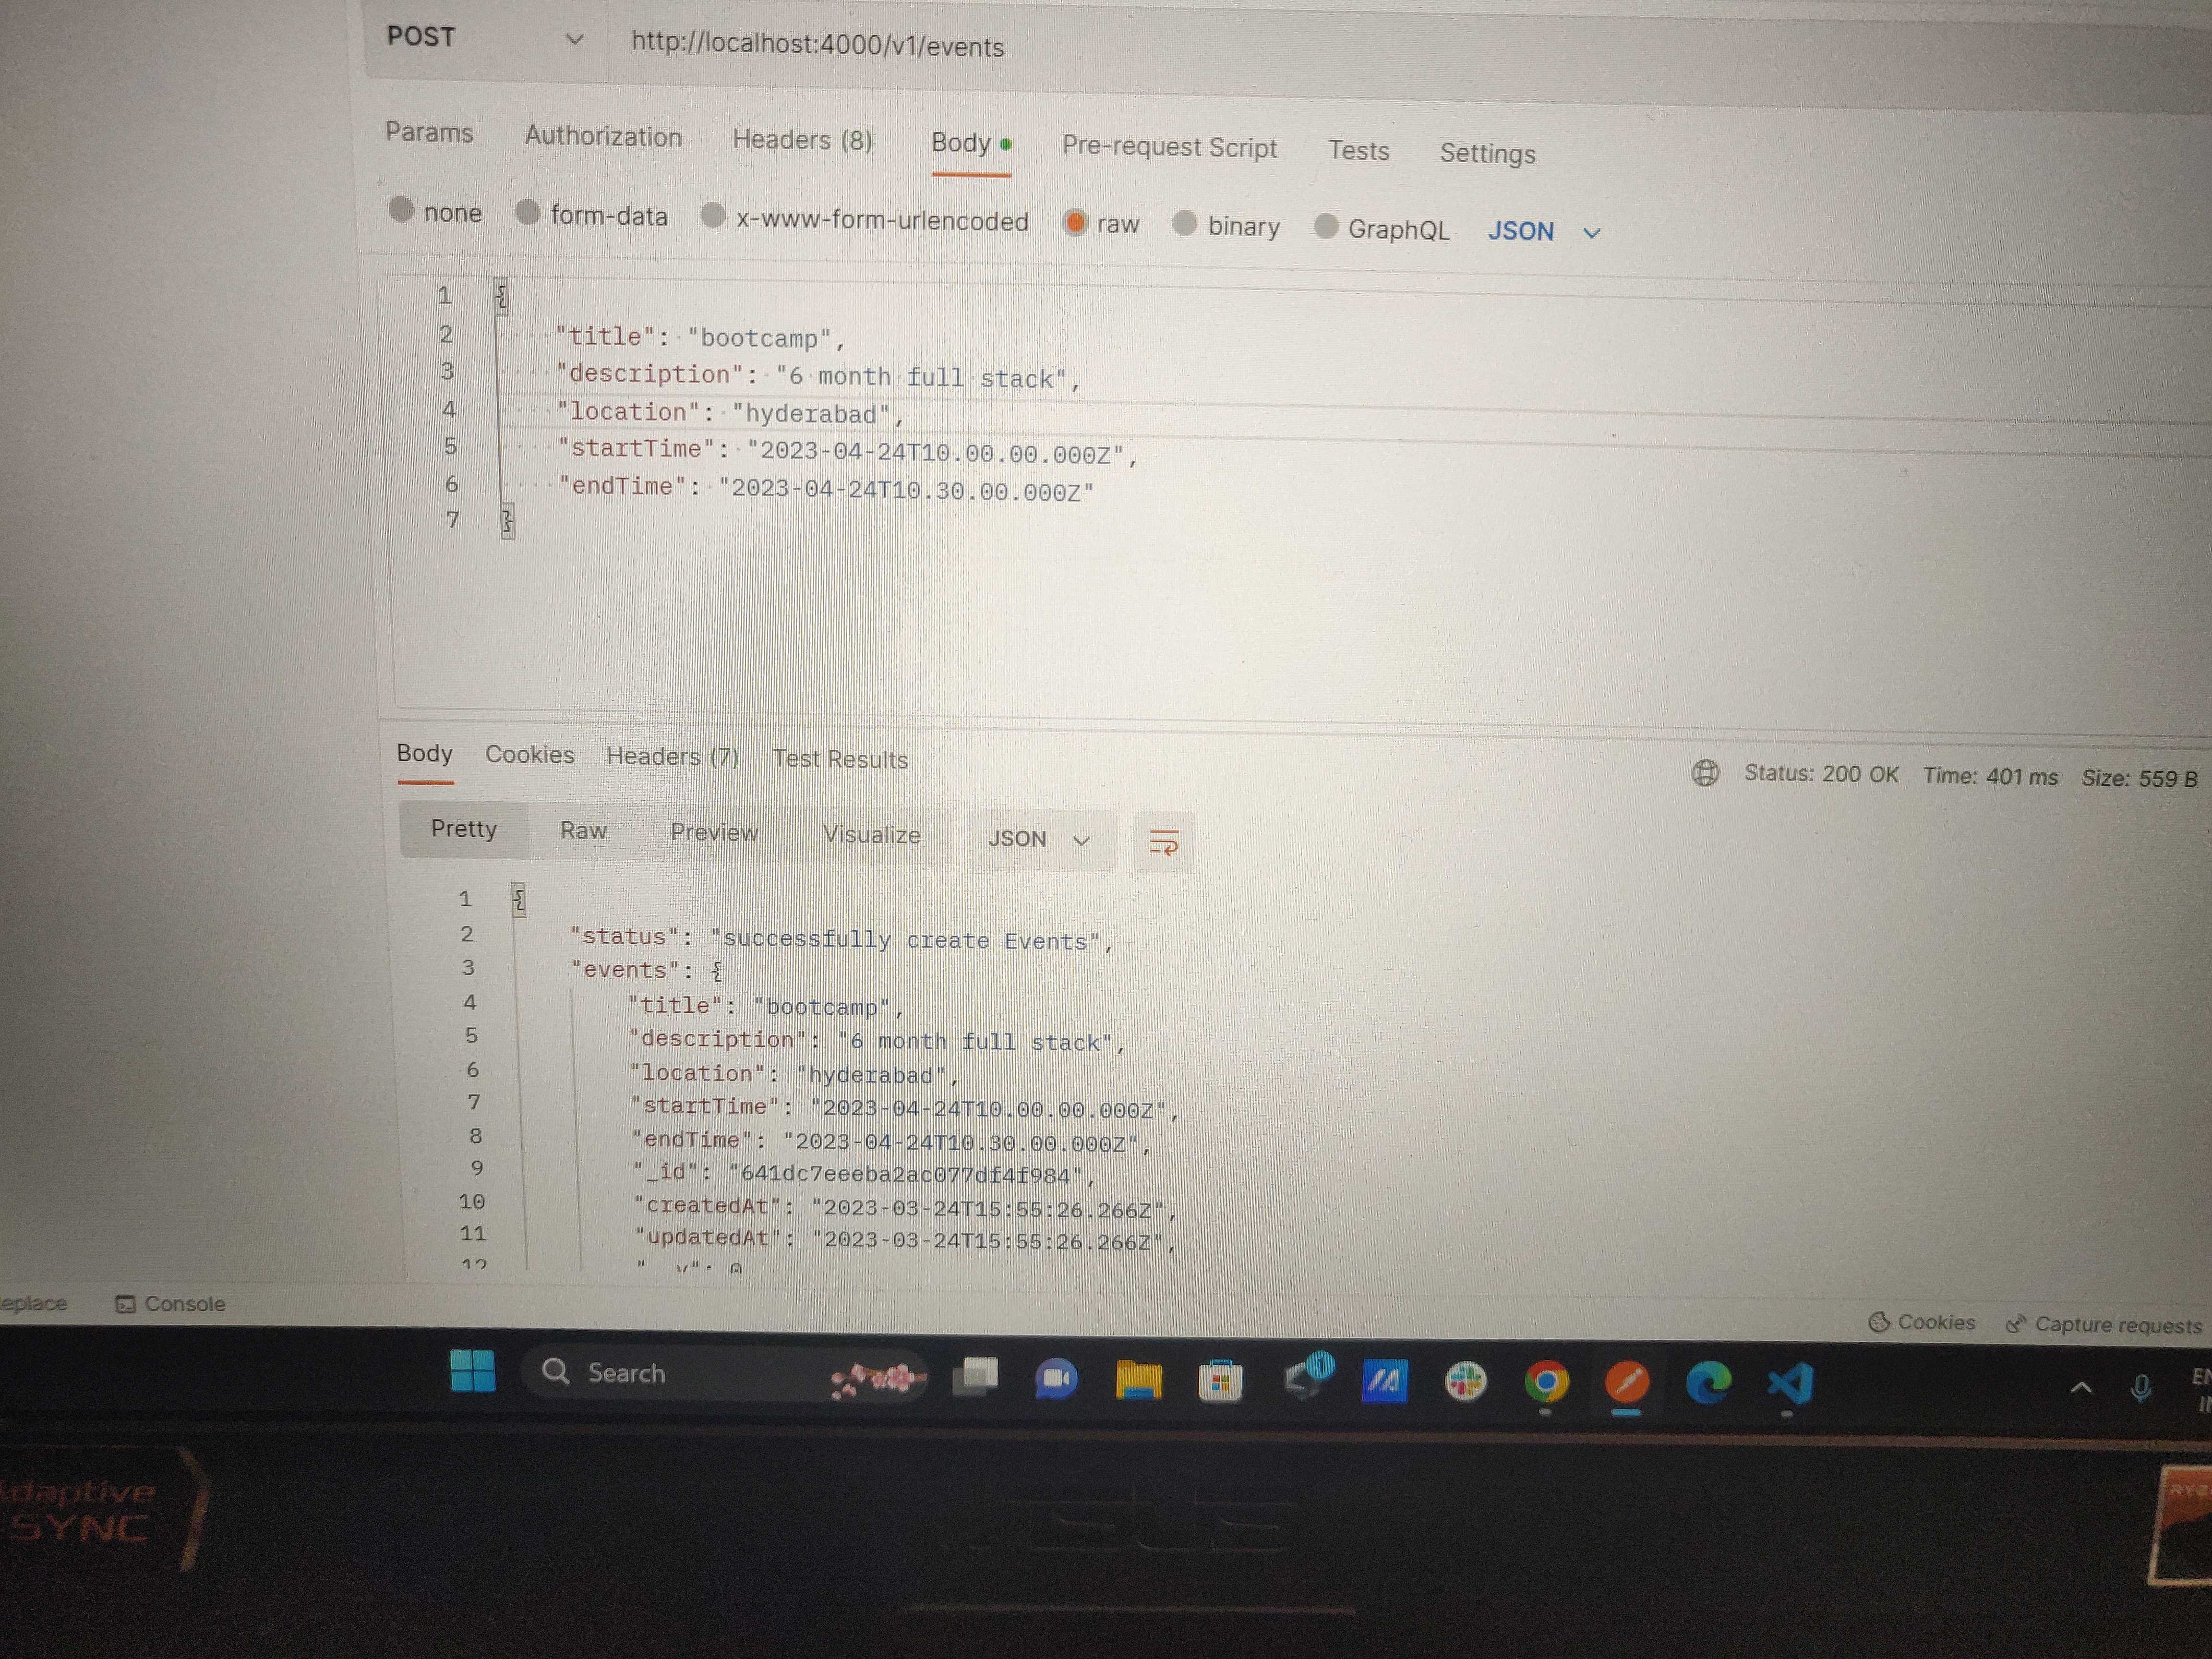 POST http://localhost:4000/v1/events
Params Authorization Headers (8) Body Pre-request Script Tests Settings
none form-data x-www-form-urlencoded raw binary GraphQL JSON
1 {
2 "title": "bootcamp",
3 "description": "6 month full stack",
4 "location": "hyderabad",
5 "startTime": "2023-04-24T10.00.00.000Z",
6 "endTime": "2023-04-24T10.30.00.000Z"
7 }
Body Cookies Headers (7) Test Results Status: 200 OK Time: 401 ms Size: 559 B
Pretty Raw Preview Visualize JSON
1 {
2 "status": "successfully create Events",
3 "events": {
4 "title": "bootcamp",
5 "description": "6 month full stack",
6 "location": "hyderabad",
7 "startTime": "2023-04-24T10.00.00.000Z",
8 "endTime": "2023-04-24T10.30.00.000Z",
9 "_id": "641dc7eeeba2ac077df4f984",
10 "createdAt": "2023-03-24T15:55:26.266Z",
11 "updatedAt": "2023-03-24T15:55:26.266Z",
12
eplace Console Cookies Capture requests
Search 1
Adaptive
SYNC
ASUS